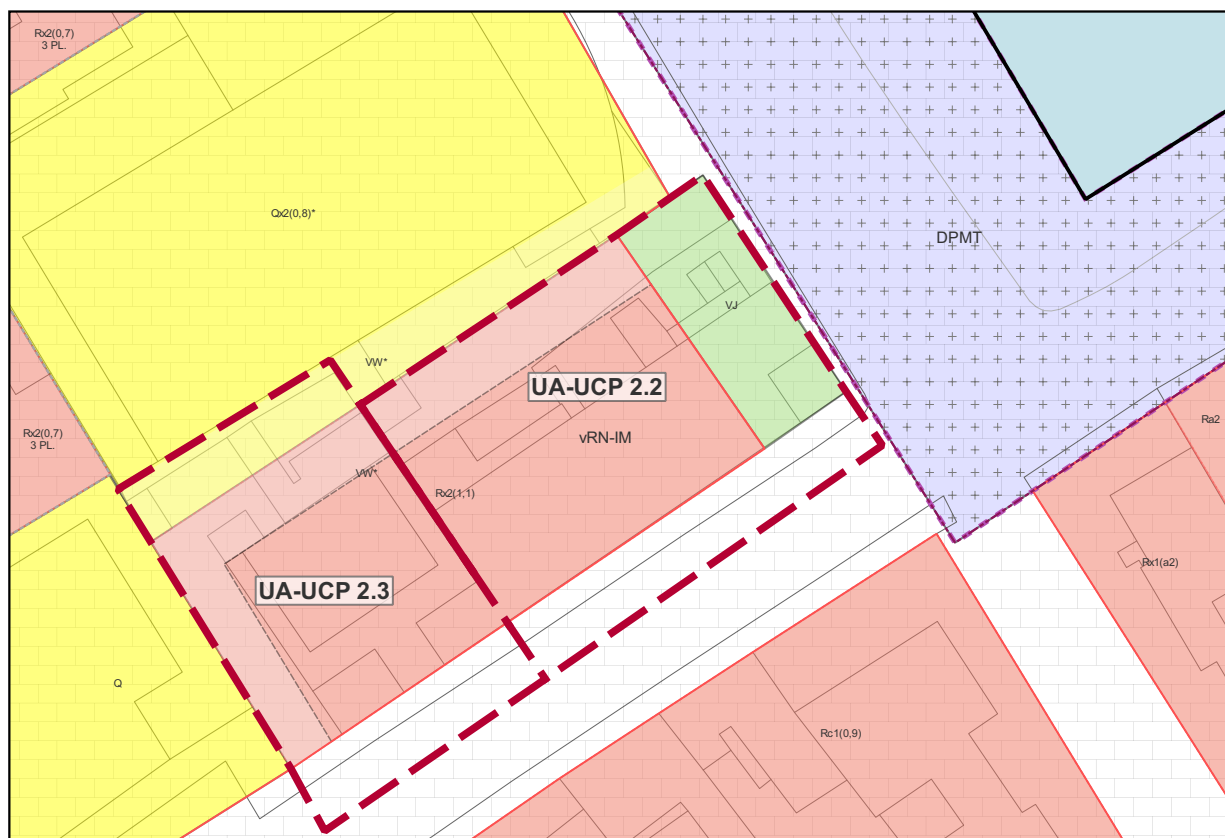 Rx2(0,7)
3 PL.
Qx2(0,8)*
DPMT
VJ
VW*
UA-UCP 2.2
vRN-IM
Ra2
Rx2(0,7)
3 PL.
VW*
Rx2(1,1)
Rx1(a2)
UA-UCP 2.3
Q
Rc1(0,9)